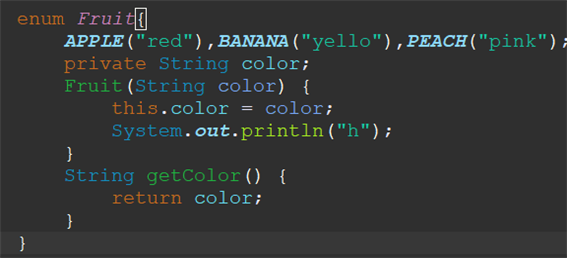 enum Fruit{
APPLE("red"),BANANA("yello"),PEACH("pink");
private String color;
Fruit(String color) {
this.color = color;
System.out.println("h");
}
String getColor() {
return color;
}
}